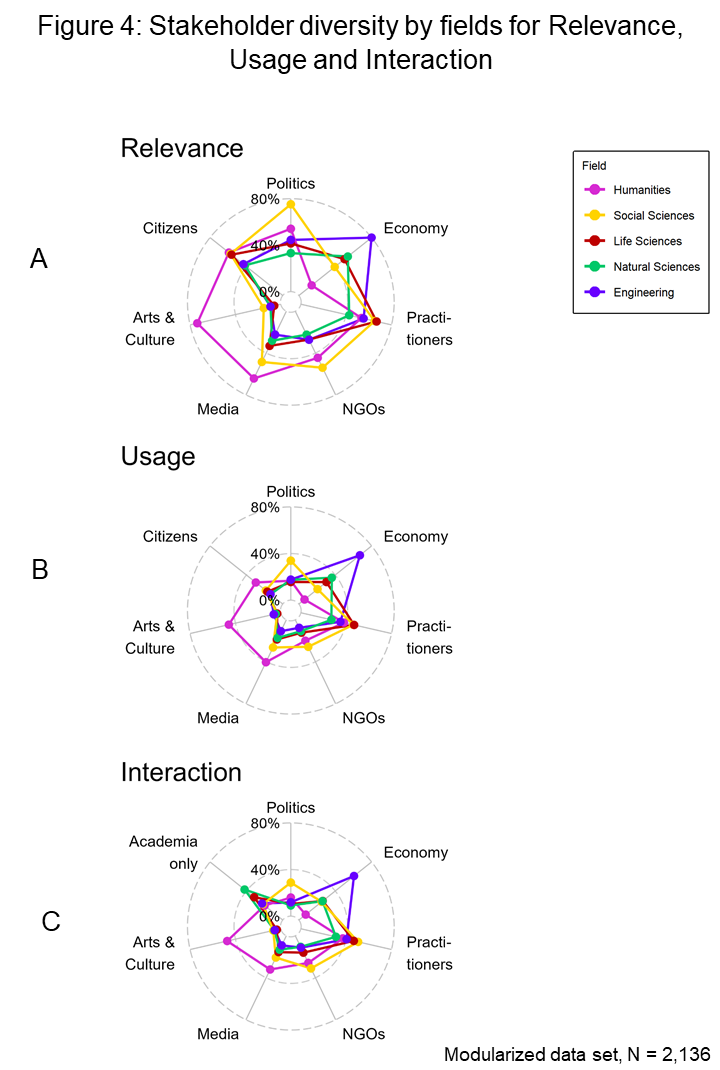 Figure 4: Stakeholder diversity by fields for Relevance,
Usage and Interaction
Relevance
Field
Humanities
Social Sciences
Life Sciences
Natural Sciences
Engineering
A
Politics
80%
Economy
Citizens
40%
0%
Arts &
Culture
Practi-
tioners
Media
NGOs
Usage
B
Politics
80%
Economy
Citizens
40%
0%
Arts &
Culture
Practi-
tioners
Media
NGOs
Interaction
C
Politics
80%
Academia
only
Economy
40%
0%
Arts &
Culture
Practi-
tioners
Media
NGOs
Modularized data set, N = 2,136